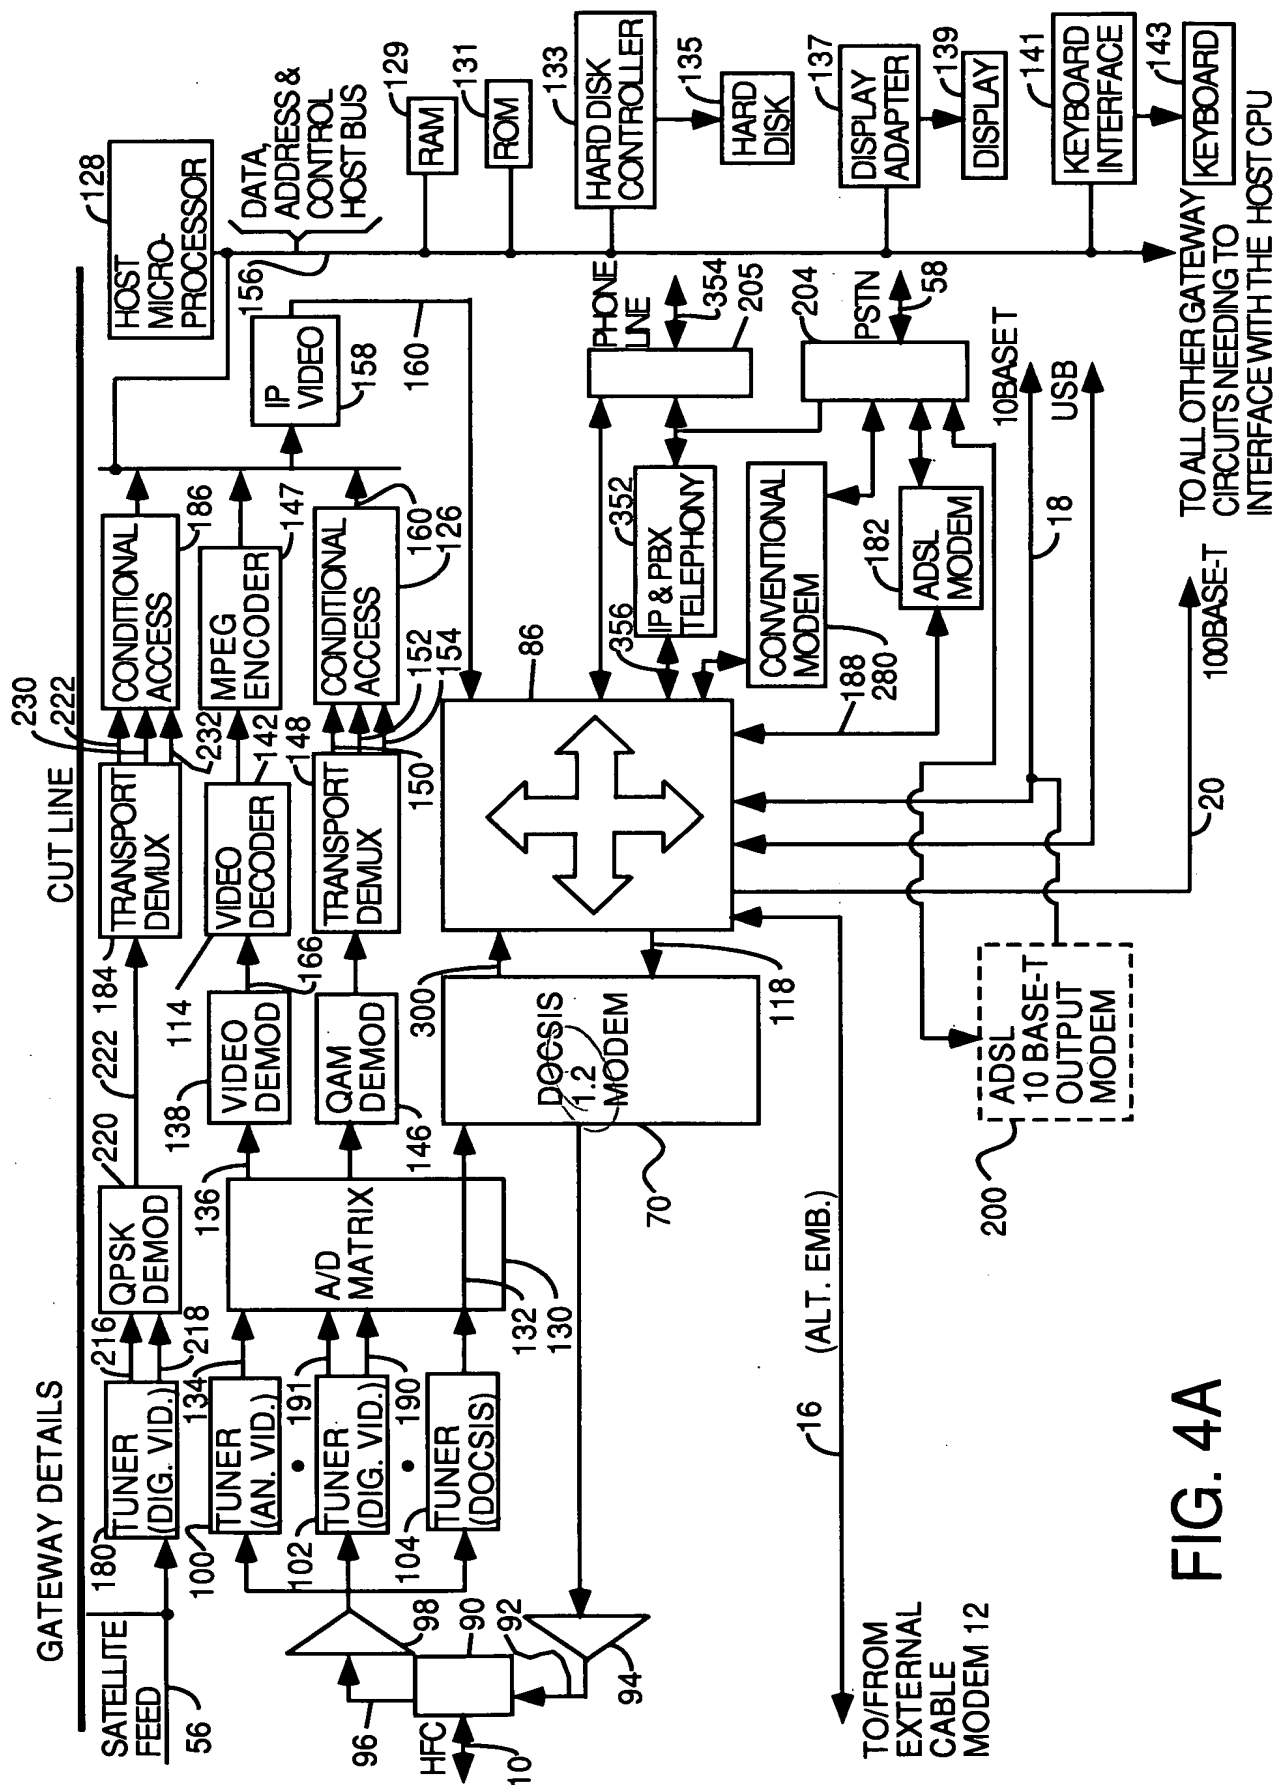 GATEWAY DETAILS
CUT LINE
SATELLITE
FEED
56
180
TUNER
(DIG. VID.)
216
218
QPSK
DEMOD
220
222
184
TRANSPORT
DEMUX
230
222
232
CONDITIONAL
ACCESS
186
100
TUNER
(AN. VID.)
134
136
138
VIDEO
DEMOD
166
114
VIDEO
DECODER
142
MPEG
ENCODER
147
102
TUNER
(DIG. VID.)
191
190
A/D
MATRIX
132
130
QAM
DEMOD
146
TRANSPORT
DEMUX
148
150
152
154
CONDITIONAL
ACCESS
126
160
104
TUNER
(DOCSIS)
IP
VIDEO
158
160
HOST
MICRO-
PROCESSOR
128
156
DATA,
ADDRESS &
CONTROL
HOST BUS
RAM
129
ROM
131
HARD DISK
CONTROLLER
133
HARD
DISK
135
DISPLAY
ADAPTER
137
DISPLAY
139
KEYBOARD
INTERFACE
141
KEYBOARD
143
TO ALL OTHER GATEWAY
CIRCUITS NEEDING TO
INTERFACE WITH THE HOST CPU
HFC
10
96
98
90
92
94
DOCSIS
1.2
MODEM
70
300
118
86
PHONE
LINE
354
205
356
IP & PBX
TELEPHONY
352
204
PSTN
58
CONVENTIONAL
MODEM
280
188
182
ADSL
MODEM
10BASE T
USB
18
100BASE-T
20
ADSL
10 BASE-T
OUTPUT
MODEM
200
16
(ALT. EMB.)
TO/FROM
EXTERNAL
CABLE
MODEM 12
FIG. 4A